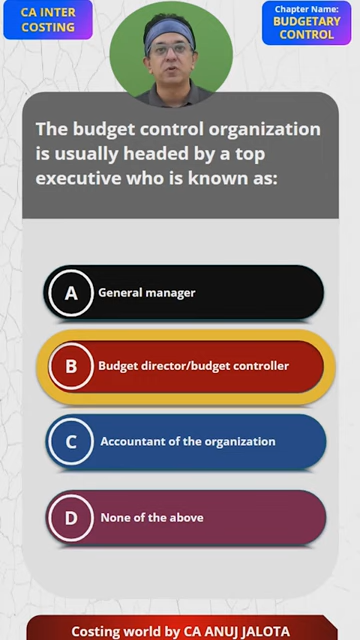 CA INTER
COSTING
Chapter Name:
BUDGETARY
CONTROL
The budget control organization
is usually headed by a top
executive who is known as:
A General manager
B Budget director/budget controller
C Accountant of the organization
D None of the above
Costing world by CA ANUJ JALOTA